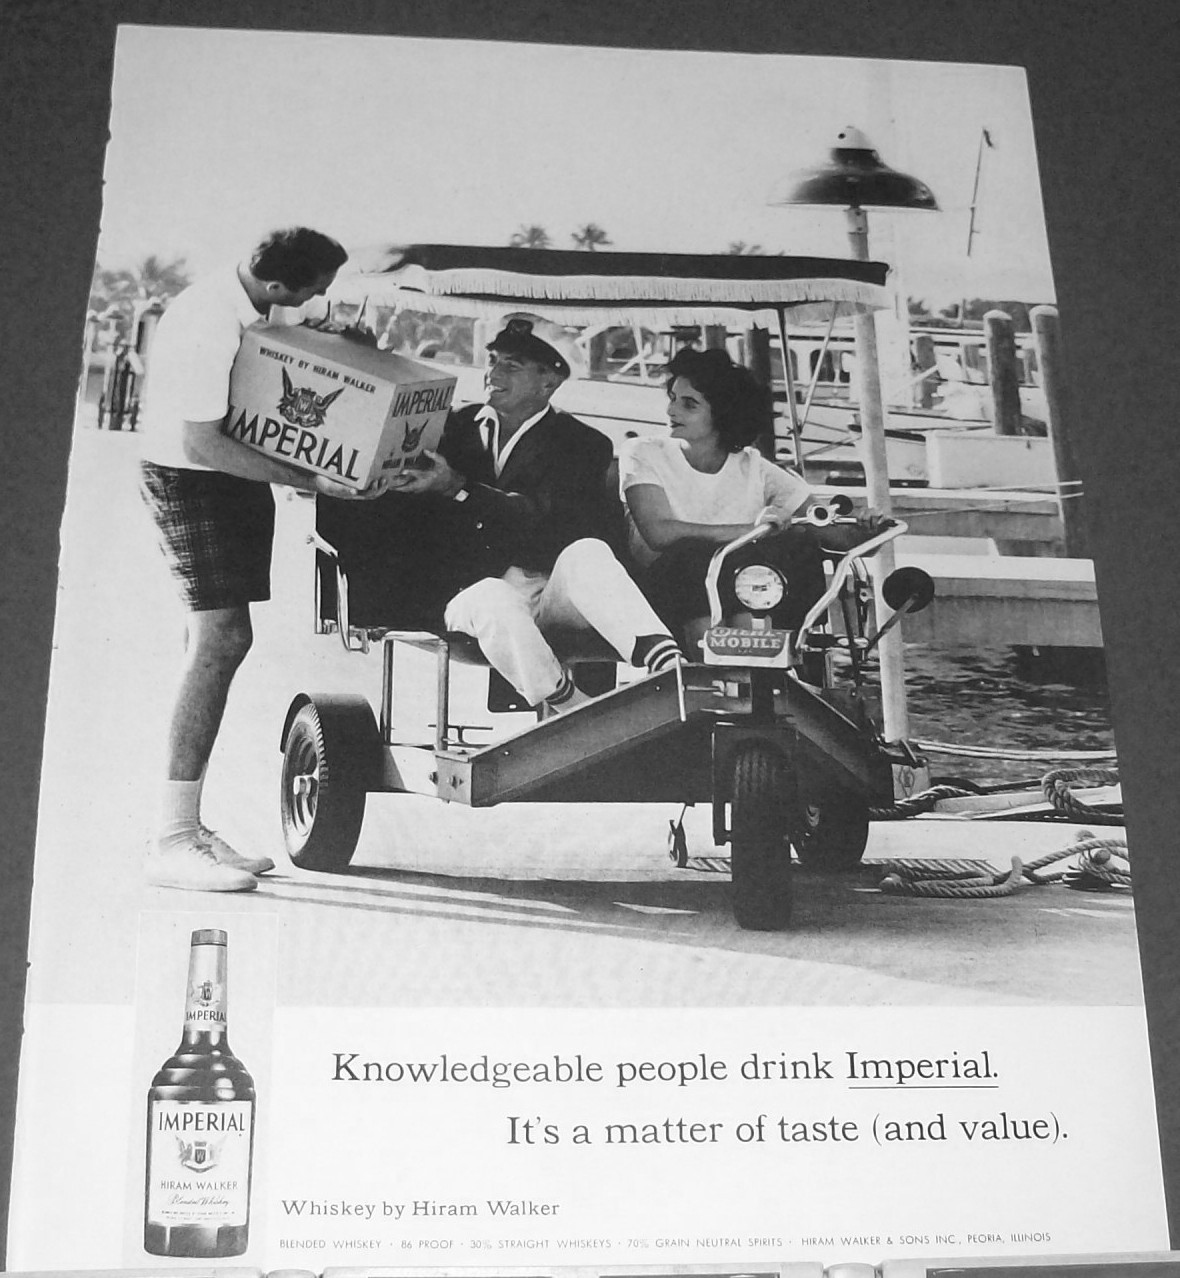 WHISKEY BY HIRAM WALKER
IMPERIAL
IMPERIAL
MOBILE
IMPERIAL
IMPERIAL
HIRAM WALKER
Blended Whiskey
Knowledgeable people drink Imperial.
It's a matter of taste (and value).
Whiskey by Hiram Walker
BLENDED WHISKEY · 86 PROOF · 30% STRAIGHT WHISKEYS · 70% GRAIN NEUTRAL SPIRITS · HIRAM WALKER & SONS INC., PEORIA, ILLINOIS